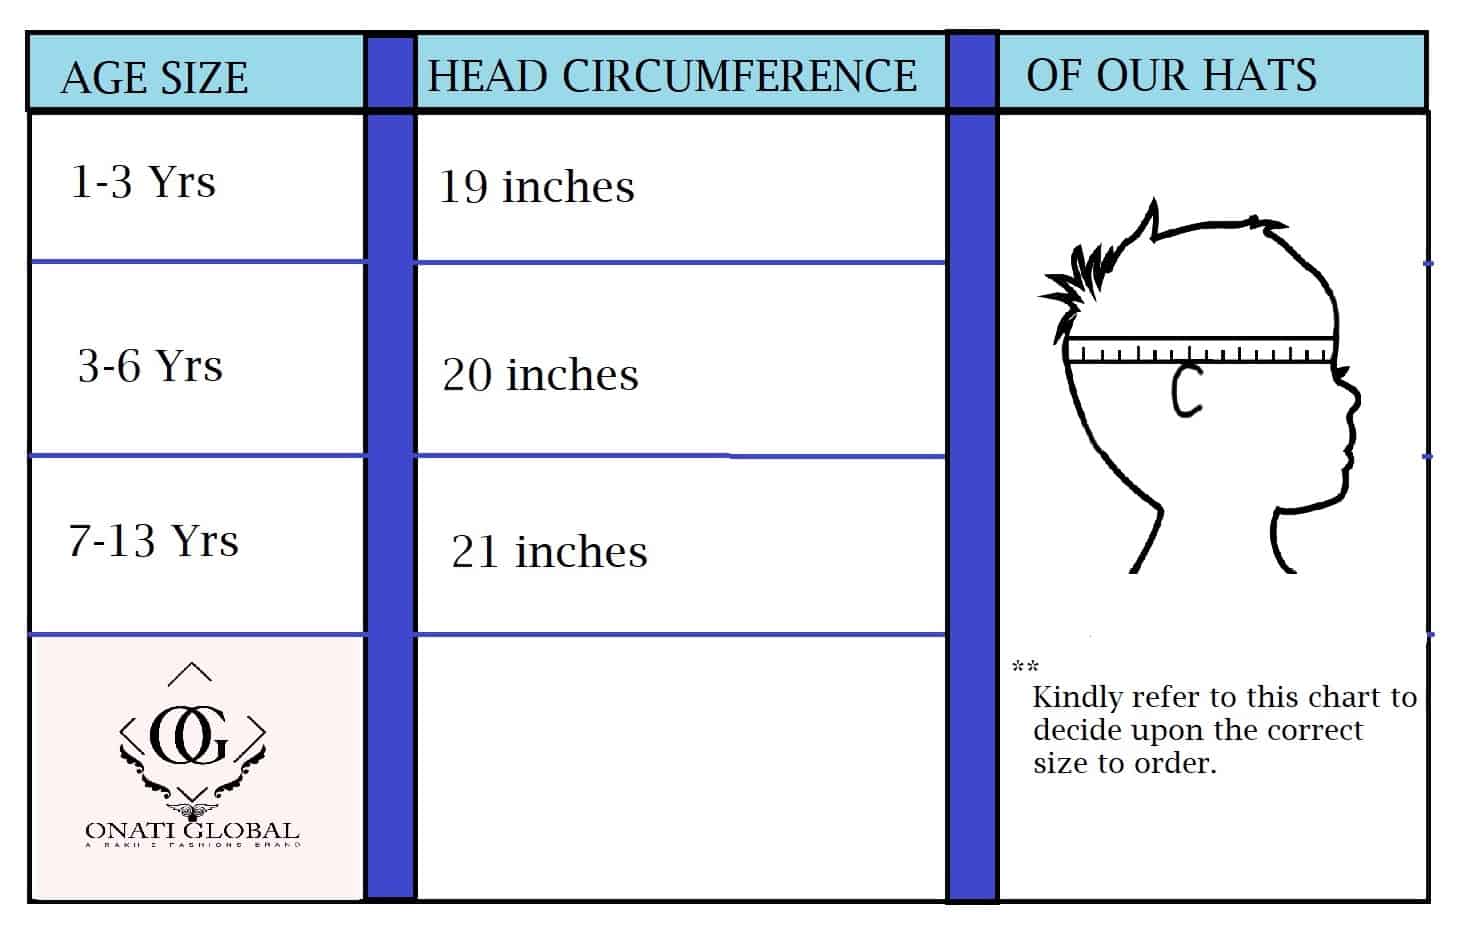 AGE SIZE HEAD CIRCUMFERENCE OF OUR HATS
1-3 Yrs 19 inches
3-6 Yrs 20 inches
7-13 Yrs 21 inches
**
Kindly refer to this chart to
decide upon the correct
size to order.
OG
ONATI GLOBAL